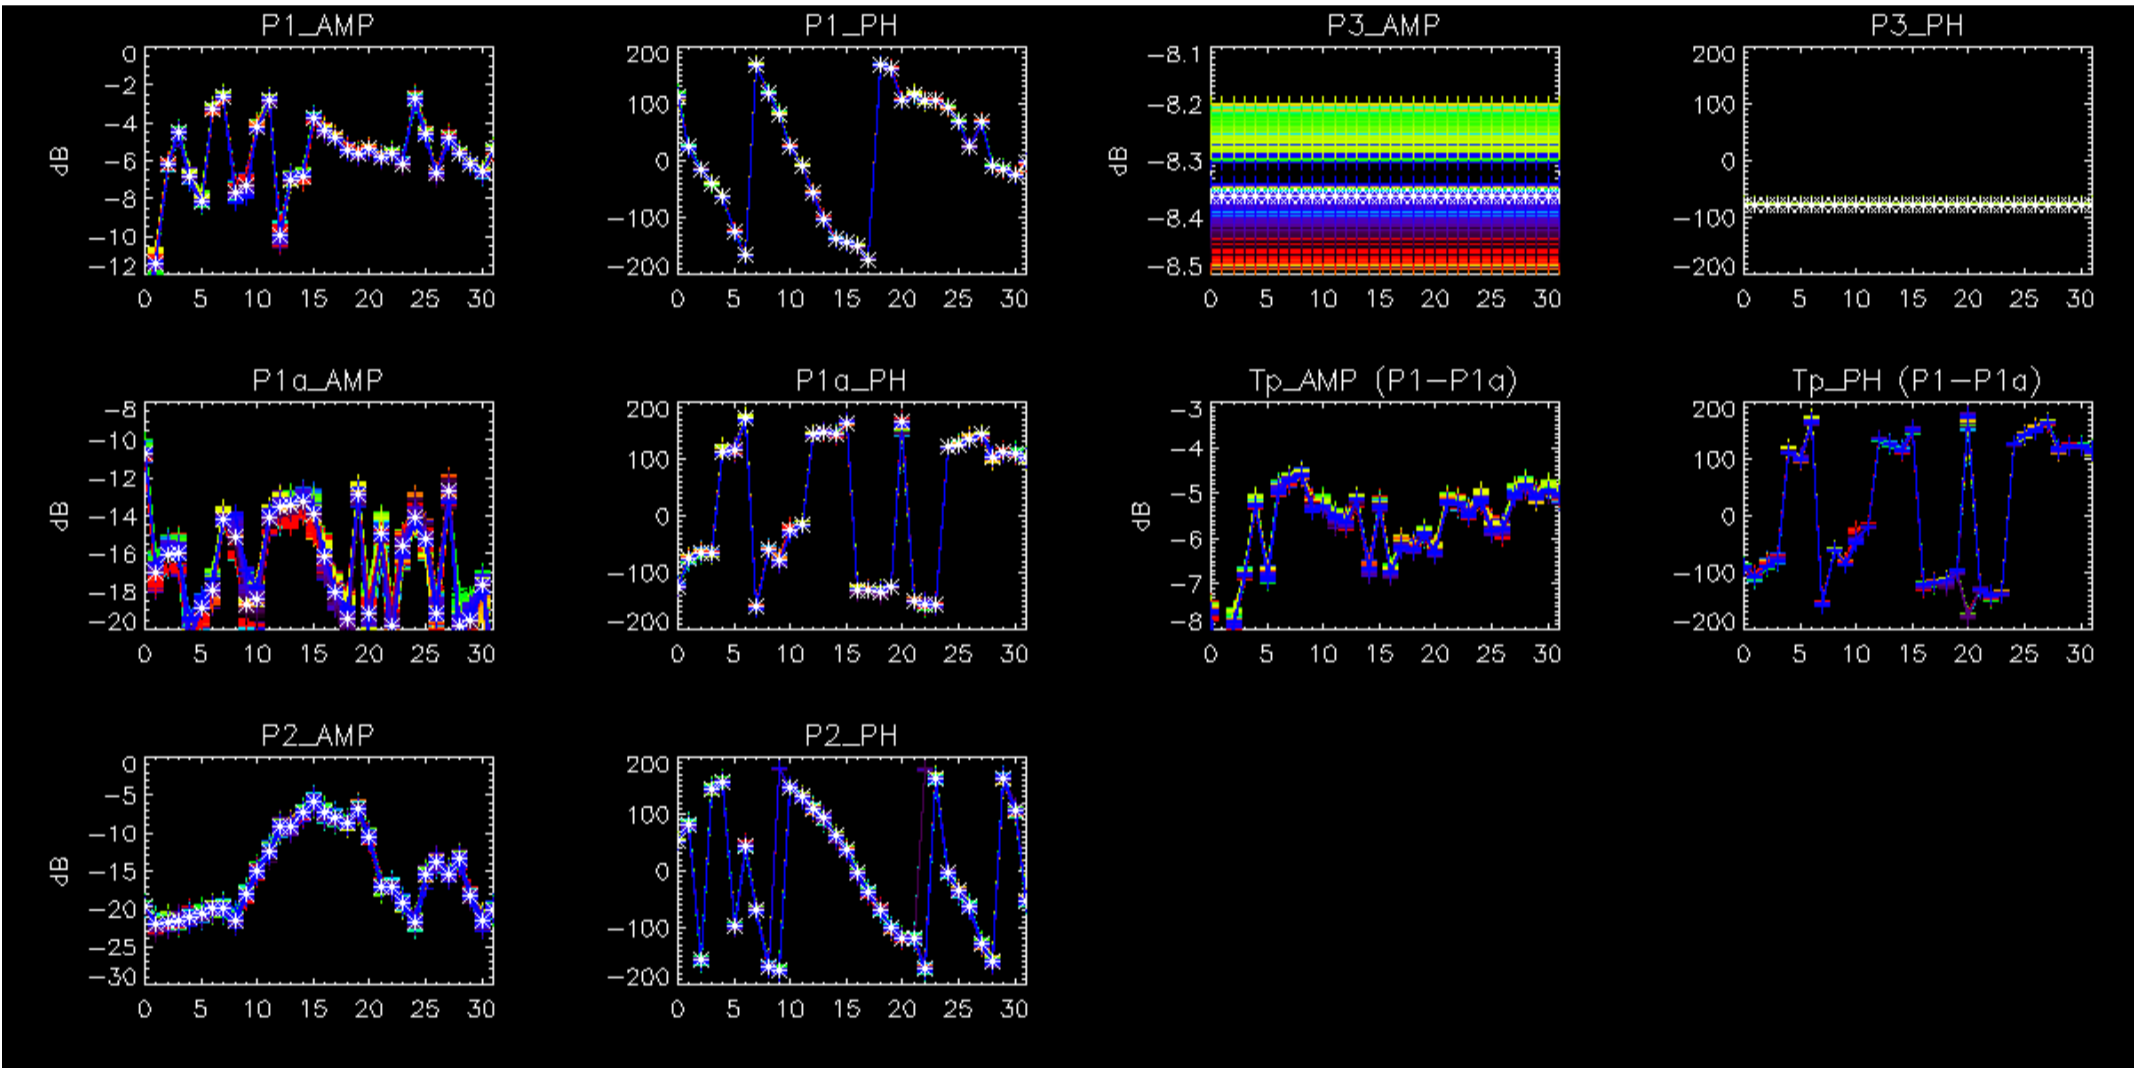 P1_AMP
P1_PH
P3_AMP
P3_PH
0
-2
-4
-6
-8
-10
-12
dB
0 5 10 15 20 25 30
200
100
0
-100
-200
0 5 10 15 20 25 30
-8.1
-8.2
-8.3
-8.4
-8.5
dB
0 5 10 15 20 25 30
200
100
0
-100
-200
0 5 10 15 20 25 30
P1a_AMP
P1a_PH
Tp_AMP (P1-P1a)
Tp_PH (P1-P1a)
-8
-10
-12
-14
-16
-18
-20
dB
0 5 10 15 20 25 30
200
100
0
-100
-200
0 5 10 15 20 25 30
-3
-4
-5
-6
-7
-8
dB
0 5 10 15 20 25 30
200
100
0
-100
-200
0 5 10 15 20 25 30
P2_AMP
P2_PH
0
-5
-10
-15
-20
-25
-30
dB
0 5 10 15 20 25 30
200
100
0
-100
-200
0 5 10 15 20 25 30